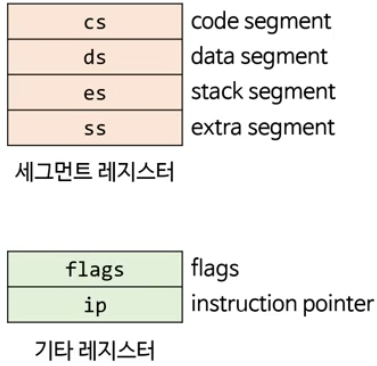 cs code segment
ds data segment
es stack segment
ss extra segment
세그먼트 레지스터
flags flags
ip instruction pointer
기타 레지스터